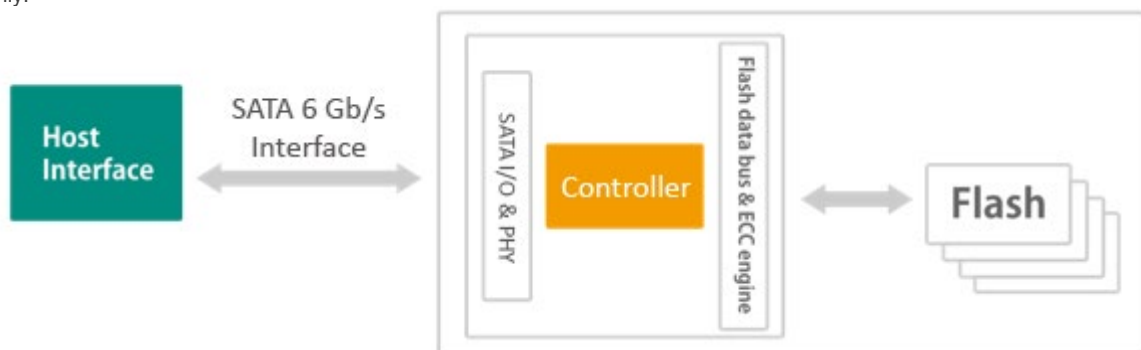 Host
Interface
SATA 6 Gb/s
Interface
SATA I/O & PHY
Controller
Flash data bus & ECC engine
Flash